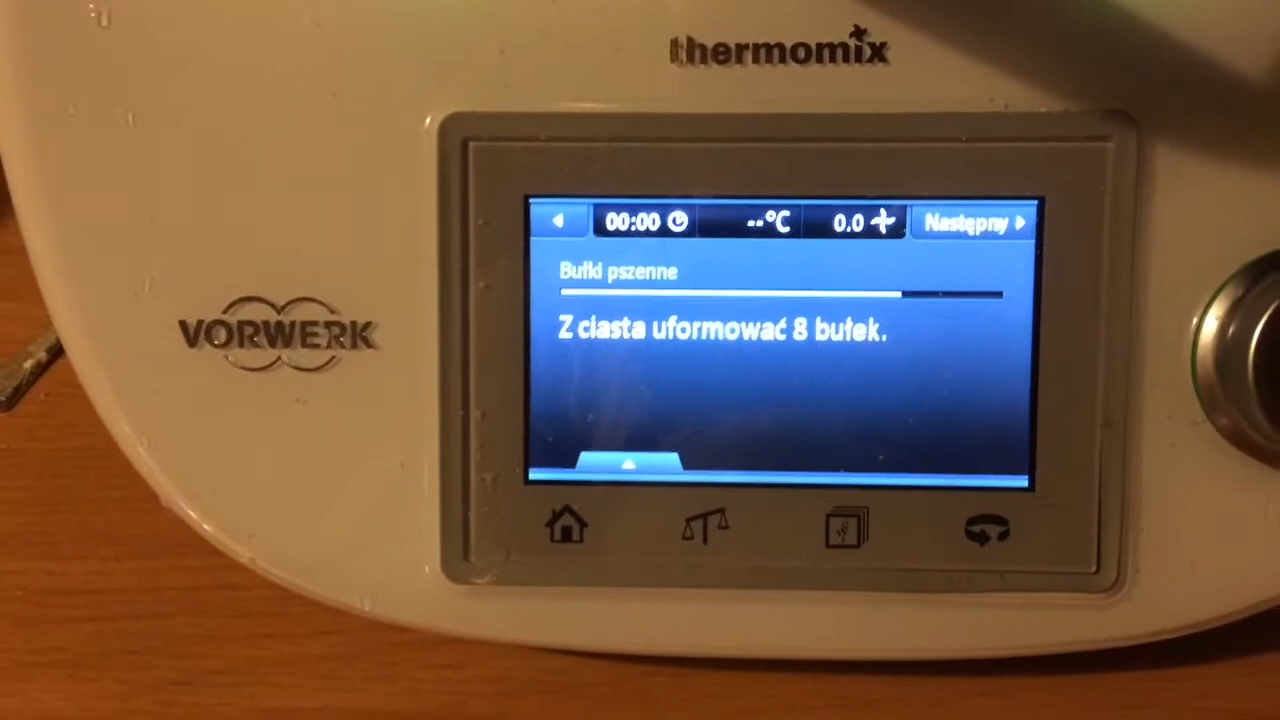 thermomix
00:00 --°C 0.0 Następny
Bułki pszenne
Z ciasta uformować 8 bułek.
VORWERK